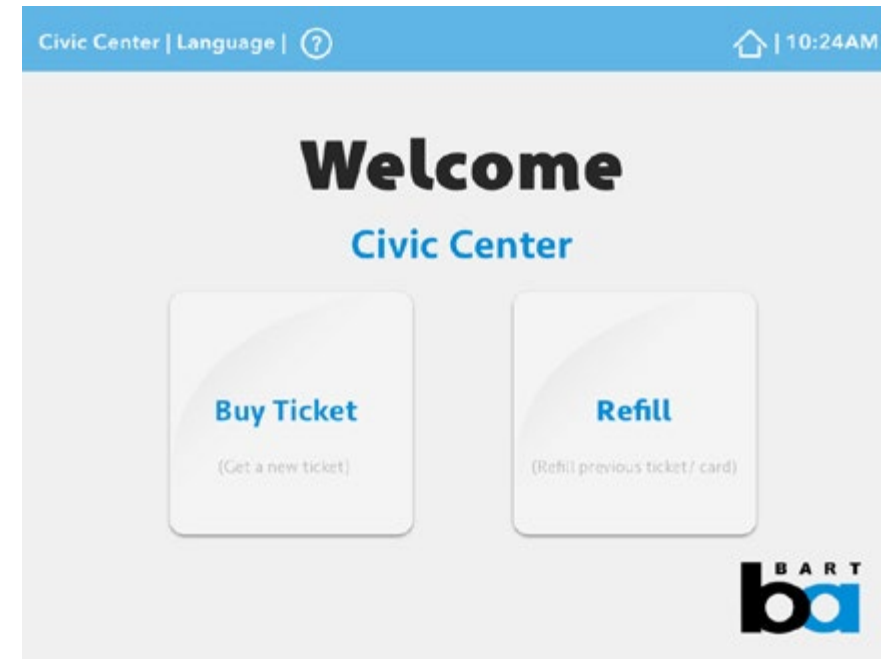 Civic Center | Language | ?
| 10:24AM
Welcome
Civic Center
Buy Ticket
(Get a new ticket)
Refill
(Refill previous ticket/ card)
BART
ba